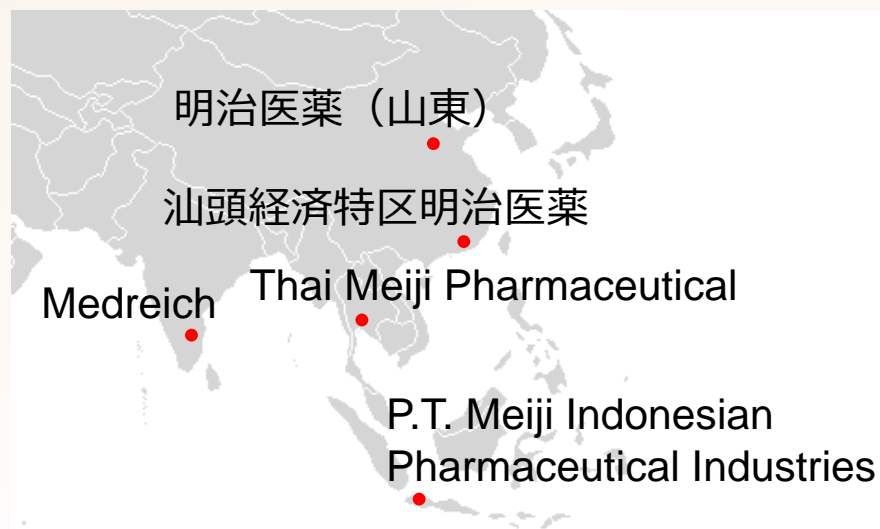 明治医薬（山東）
汕頭経済特区明治医薬
Medreich
Thai Meiji Pharmaceutical
P.T. Meiji Indonesian
Pharmaceutical Industries